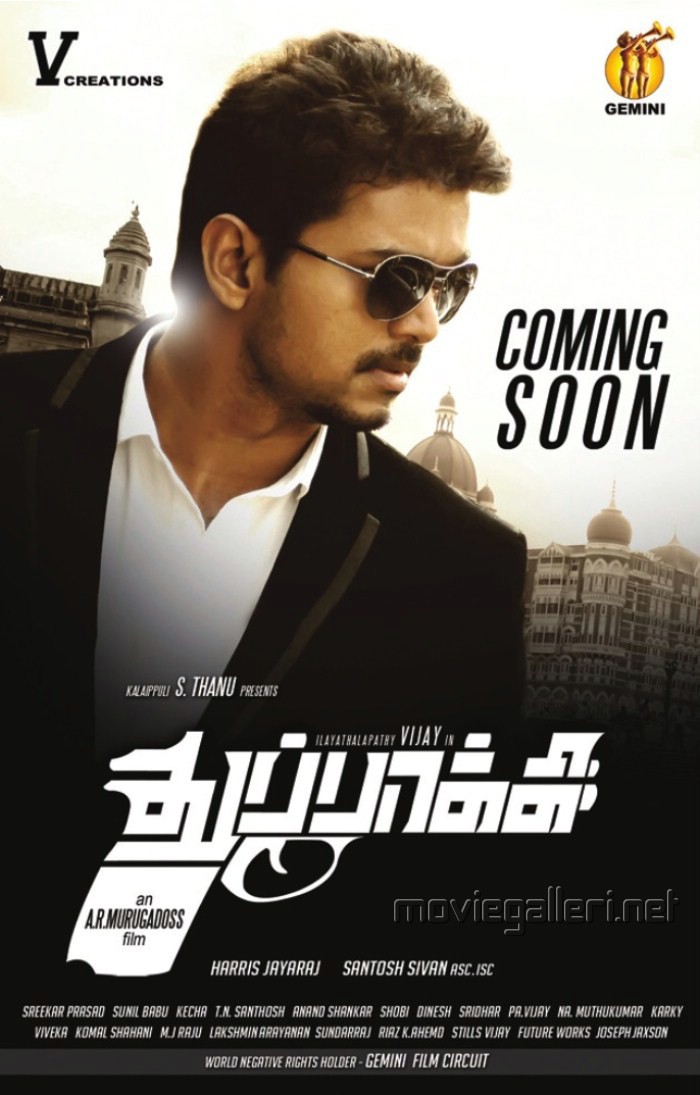 V CREATIONS
GEMINI
COMING
SOON
KALAIPPULI S. THANU PRESENTS
ILAYATHALAPATHY VIJAY IN
துப்பாக்கி
an
A.R.MURUGADOSS
film
moviegalleri.net
HARRIS JAYARAJ SANTOSH SIVAN ASC.ISC
SREEKAR PRASAD SUNIL BABU KECHA T.N. SANTHOSH ANAND SHANKAR SHOBI DINESH SRIDHAR PA.VIJAY NA. MUTHUKUMAR KARKY
VIVEKA KOMAL SHAHANI M.J RAJU LAKSHMINARAYANAN SUNDARRAJ RIAZ K.AHEMD STILLS VIJAY FUTURE WORKS JOSEPH JAXSON
WORLD NEGATIVE RIGHTS HOLDER - GEMINI FILM CIRCUIT